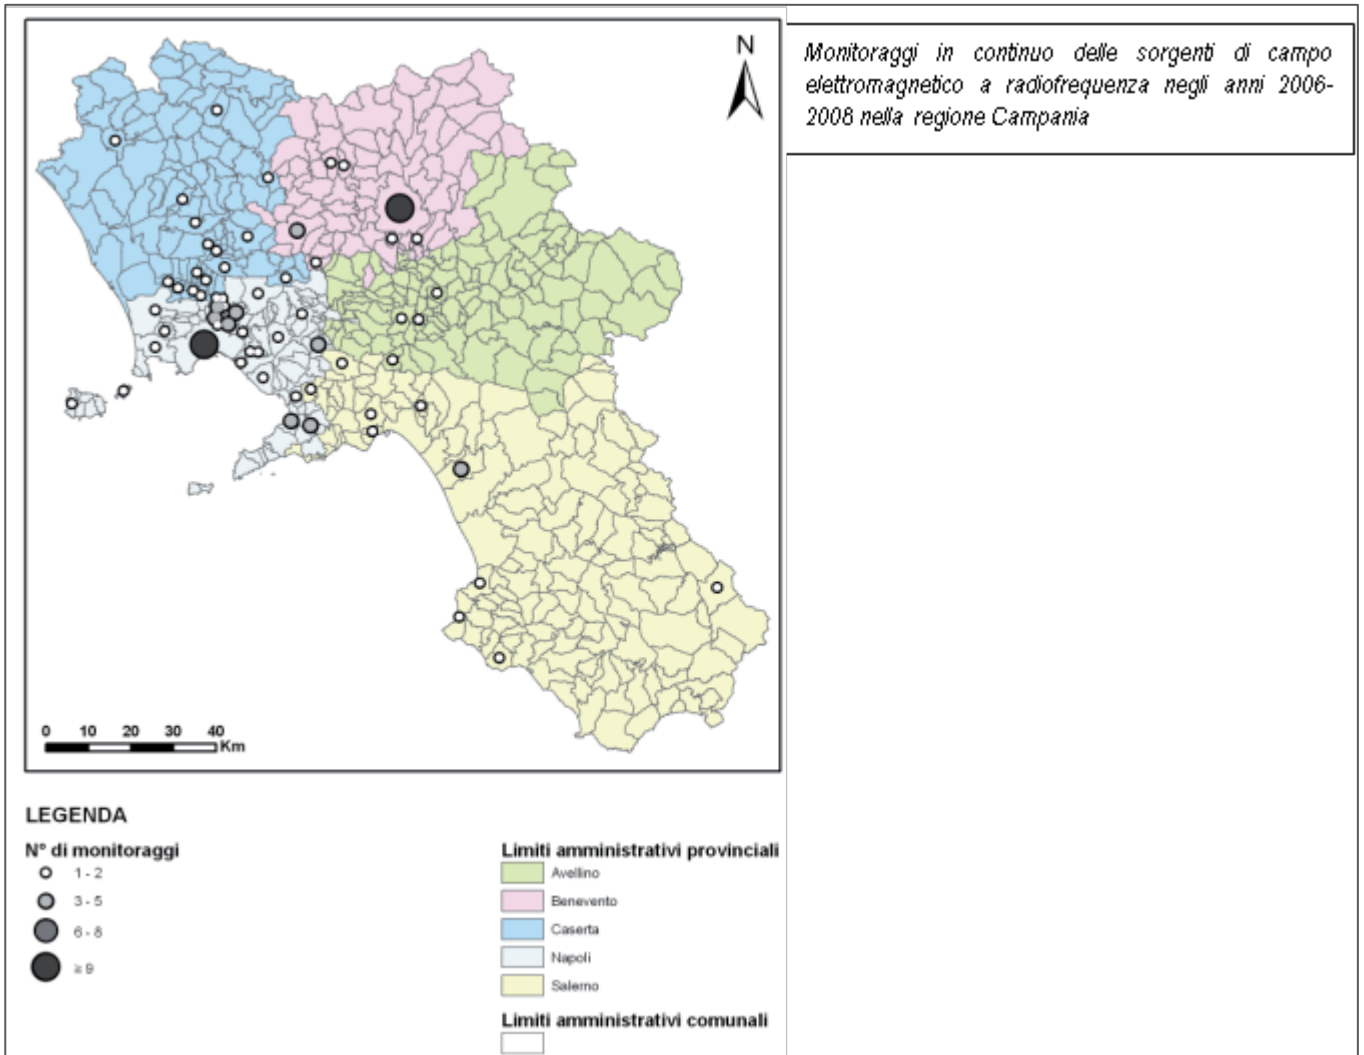 N
Monitoraggi in continuo delle sorgenti di campo
elettromagnetico a radiofrequenza negli anni 2006-
2008 nella regione Campania
0 10 20 30 40
Km
LEGENDA
N° di monitoraggi
1 - 2
3 - 5
6 - 8
≥ 9
Limiti amministrativi provinciali
Avellino
Benevento
Caserta
Napoli
Salerno
Limiti amministrativi comunali